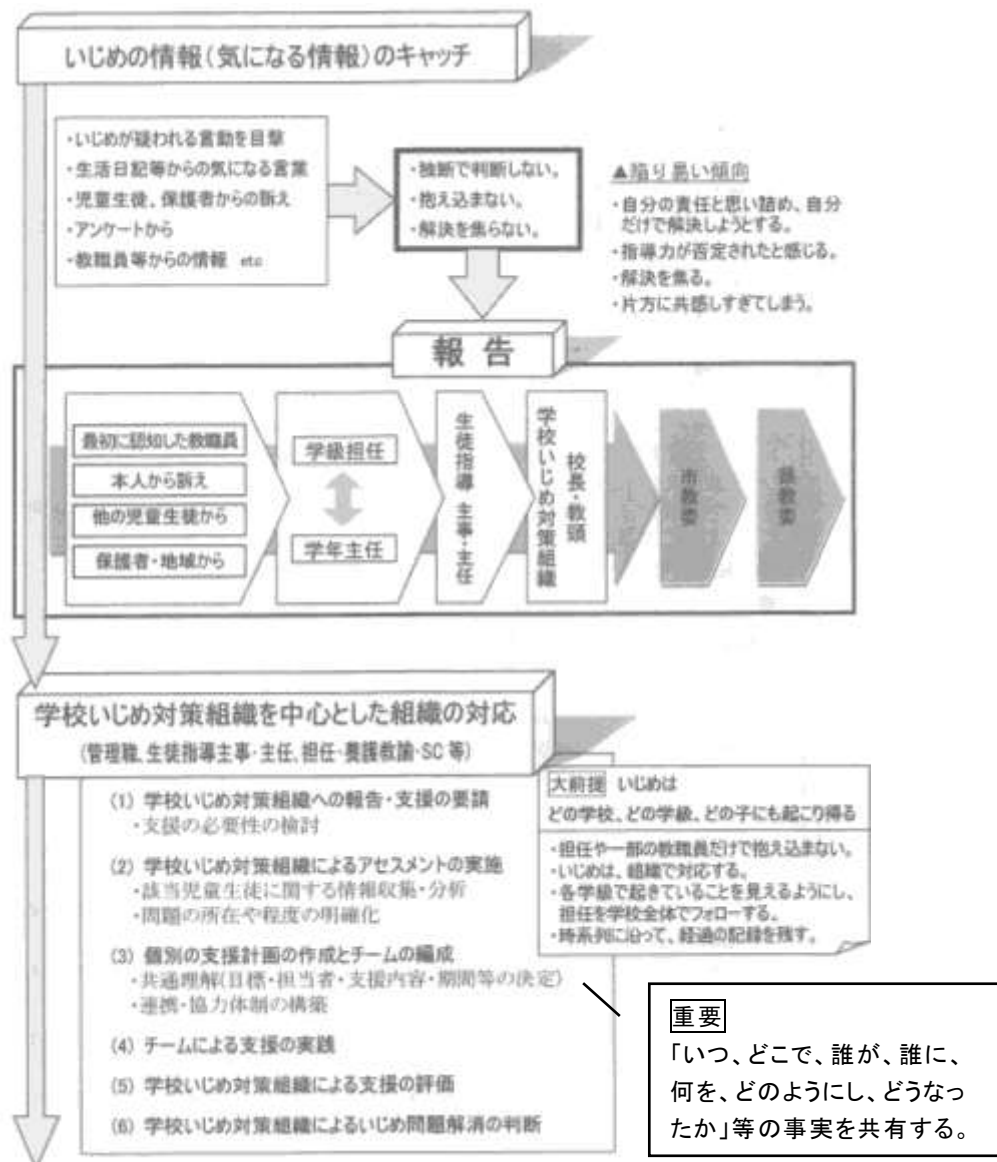 いじめの情報(気になる情報)のキャッチ
・いじめが疑われる言動を目撃
・生活日記等からの気になる言葉
・児童生徒、保護者からの訴え
・アンケートから
・教職員等からの情報 etc
・独断で判断しない。
・抱え込まない。
・解決を焦らない。
▲陥り易い傾向
・自分の責任と思い詰め、自分
だけで解決しようとする。
・指導力が否定されたと感じる。
・解決を焦る。
・片方に共感しすぎてしまう。
報告
最初に認知した教職員
本人から訴え
他の児童生徒から
保護者・地域から
学級担任
学年主任
生徒指導 主事・主任
校長・教頭
学校いじめ対策組織
市教委
県教委
学校いじめ対策組織を中心とした組織の対応
(管理職、生徒指導主事・主任、担任・養護教諭・SC 等)
(1) 学校いじめ対策組織への報告・支援の要請
・支援の必要性の検討
(2) 学校いじめ対策組織によるアセスメントの実施
・該当児童生徒に関する情報収集・分析
・問題の所在や程度の明確化
(3) 個別の支援計画の作成とチームの編成
・共通理解(目標・担当者・支援内容・期間等の決定)
・連携・協力体制の構築
(4) チームによる支援の実践
(5) 学校いじめ対策組織による支援の評価
(6) 学校いじめ対策組織によるいじめ問題解消の判断
大前提 いじめは
どの学校、どの学級、どの子にも起こり得る
・担任や一部の教職員だけで抱え込まない。
・いじめは、組織で対応する。
・各学級で起きていることを見えるようにし、
担任を学校全体でフォローする。
・時系列に沿って、経過の記録を残す。
重要
「いつ、どこで、誰が、誰に、
何を、どのようにし、どうなっ
たか」等の事実を共有する。